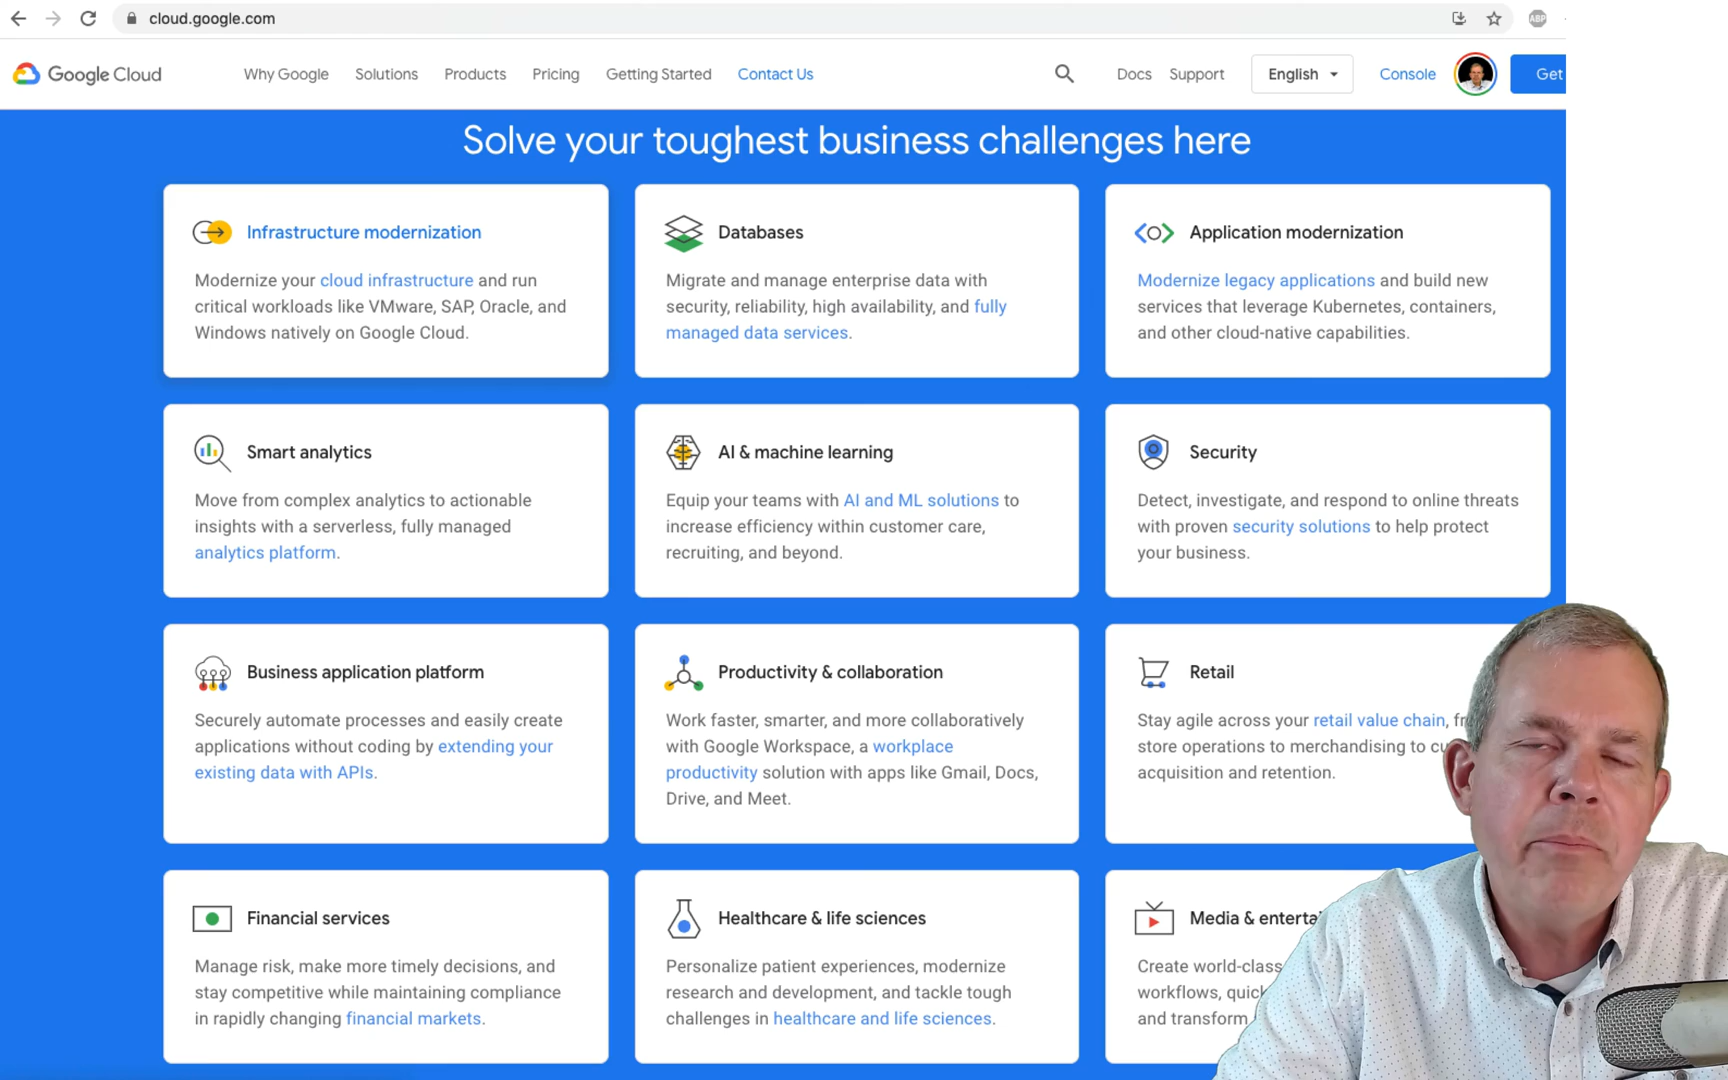 cloud.google.com
ABP
Google Cloud
Why Google
Solutions
Products
Pricing
Getting Started
Contact Us
Docs
Support
English
Console
Get
Solve your toughest business challenges here
Infrastructure modernization
Modernize your cloud infrastructure and run
critical workloads like VMware, SAP, Oracle, and
Windows natively on Google Cloud.
Databases
Migrate and manage enterprise data with
security, reliability, high availability, and fully
managed data services.
Application modernization
Modernize legacy applications and build new
services that leverage Kubernetes, containers,
and other cloud-native capabilities.
Smart analytics
Move from complex analytics to actionable
insights with a serverless, fully managed
analytics platform.
AI & machine learning
Equip your teams with AI and ML solutions to
increase efficiency within customer care,
recruiting, and beyond.
Security
Detect, investigate, and respond to online threats
with proven security solutions to help protect
your business.
Business application platform
Securely automate processes and easily create
applications without coding by extending your
existing data with APIs.
Productivity & collaboration
Work faster, smarter, and more collaboratively
with Google Workspace, a workplace
productivity solution with apps like Gmail, Docs,
Drive, and Meet.
Retail
Stay agile across your retail value chain,
store operations to merchandising to
acquisition and retention.
Financial services
Manage risk, make more timely decisions, and
stay competitive while maintaining compliance
in rapidly changing financial markets.
Healthcare & life sciences
Personalize patient experiences, modernize
research and development, and tackle tough
challenges in healthcare and life sciences.
Media &
Create world-class
workflows,
and transform